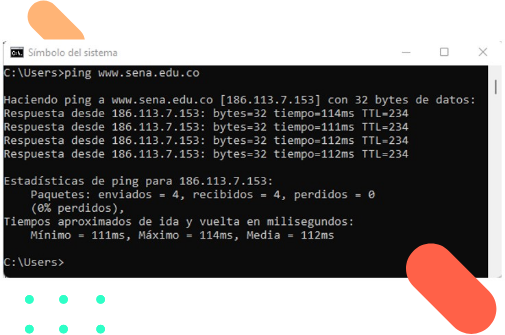 Símbolo del sistema
C:\Users>ping www.sena.edu.co
Haciendo ping a www.sena.edu.co [186.113.7.153] con 32 bytes de datos:
Respuesta desde 186.113.7.153: bytes=32 tiempo=114ms TTL=234
Respuesta desde 186.113.7.153: bytes=32 tiempo=111ms TTL=234
Respuesta desde 186.113.7.153: bytes=32 tiempo=112ms TTL=234
Respuesta desde 186.113.7.153: bytes=32 tiempo=112ms TTL=234
Estadísticas de ping para 186.113.7.153:
Paquetes: enviados = 4, recibidos = 4, perdidos = 0
(0% perdidos),
Tiempos aproximados de ida y vuelta en milisegundos:
Mínimo = 111ms, Máximo = 114ms, Media = 112ms
C:\Users>